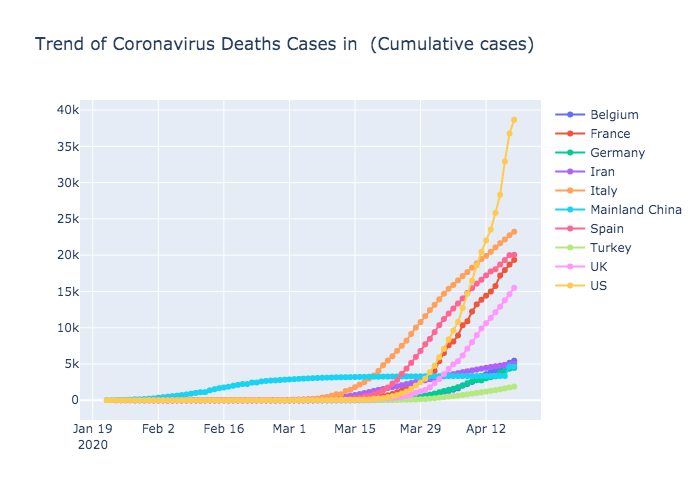 Trend of Coronavirus Deaths Cases in  (Cumulative cases)
40k
35k
30k
25k
20k
15k
10k
5k
0
Jan 19
2020
Feb 2
Feb 16
Mar 1
Mar 15
Mar 29
Apr 12
Belgium
France
Germany
Iran
Italy
Mainland China
Spain
Turkey
UK
US